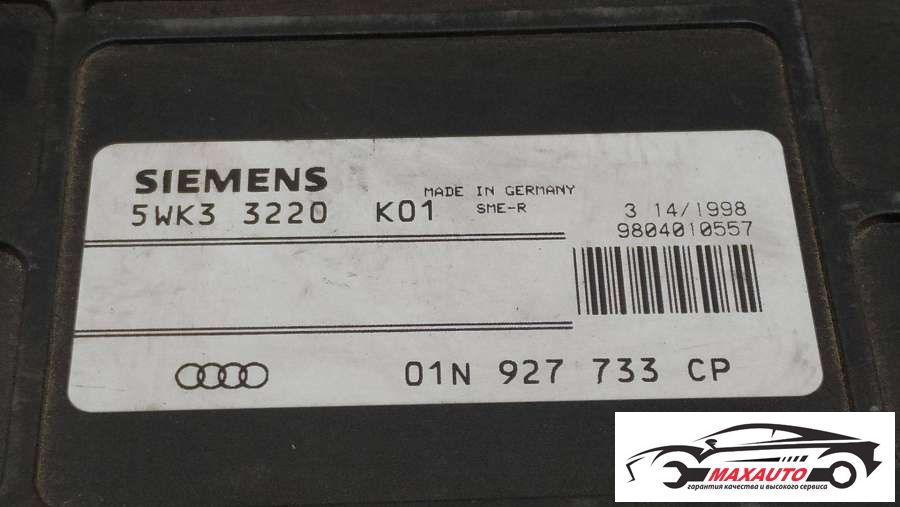 SIEMENS
5WK3 3220 K01
MADE IN GERMANY
SME-R
3 14/1998
9804010557
01N 927 733 CP
MAXAUTO
гарантия качества и высокого сервиса